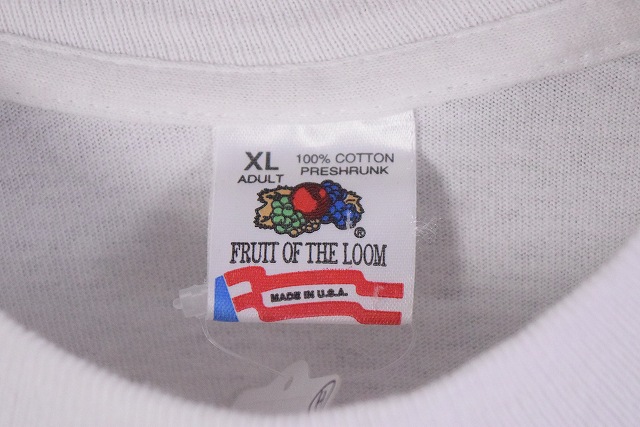 XL 100% COTTON
ADULT PRESHRUNK
®
FRUIT OF THE LOOM
MADE IN U.S.A.